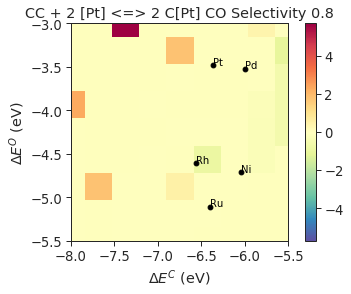 CC + 2 [Pt] <=> 2 C[Pt] CO Selectivity 0.8
−3.0
−3.5
−4.0
−4.5
−5.0
−5.5
ΔE^O (eV)
Pt
Pd
Rh
Ni
Ru
−8.0 −7.5 −7.0 −6.5 −6.0 −5.5
ΔE^C (eV)
4
2
0
−2
−4